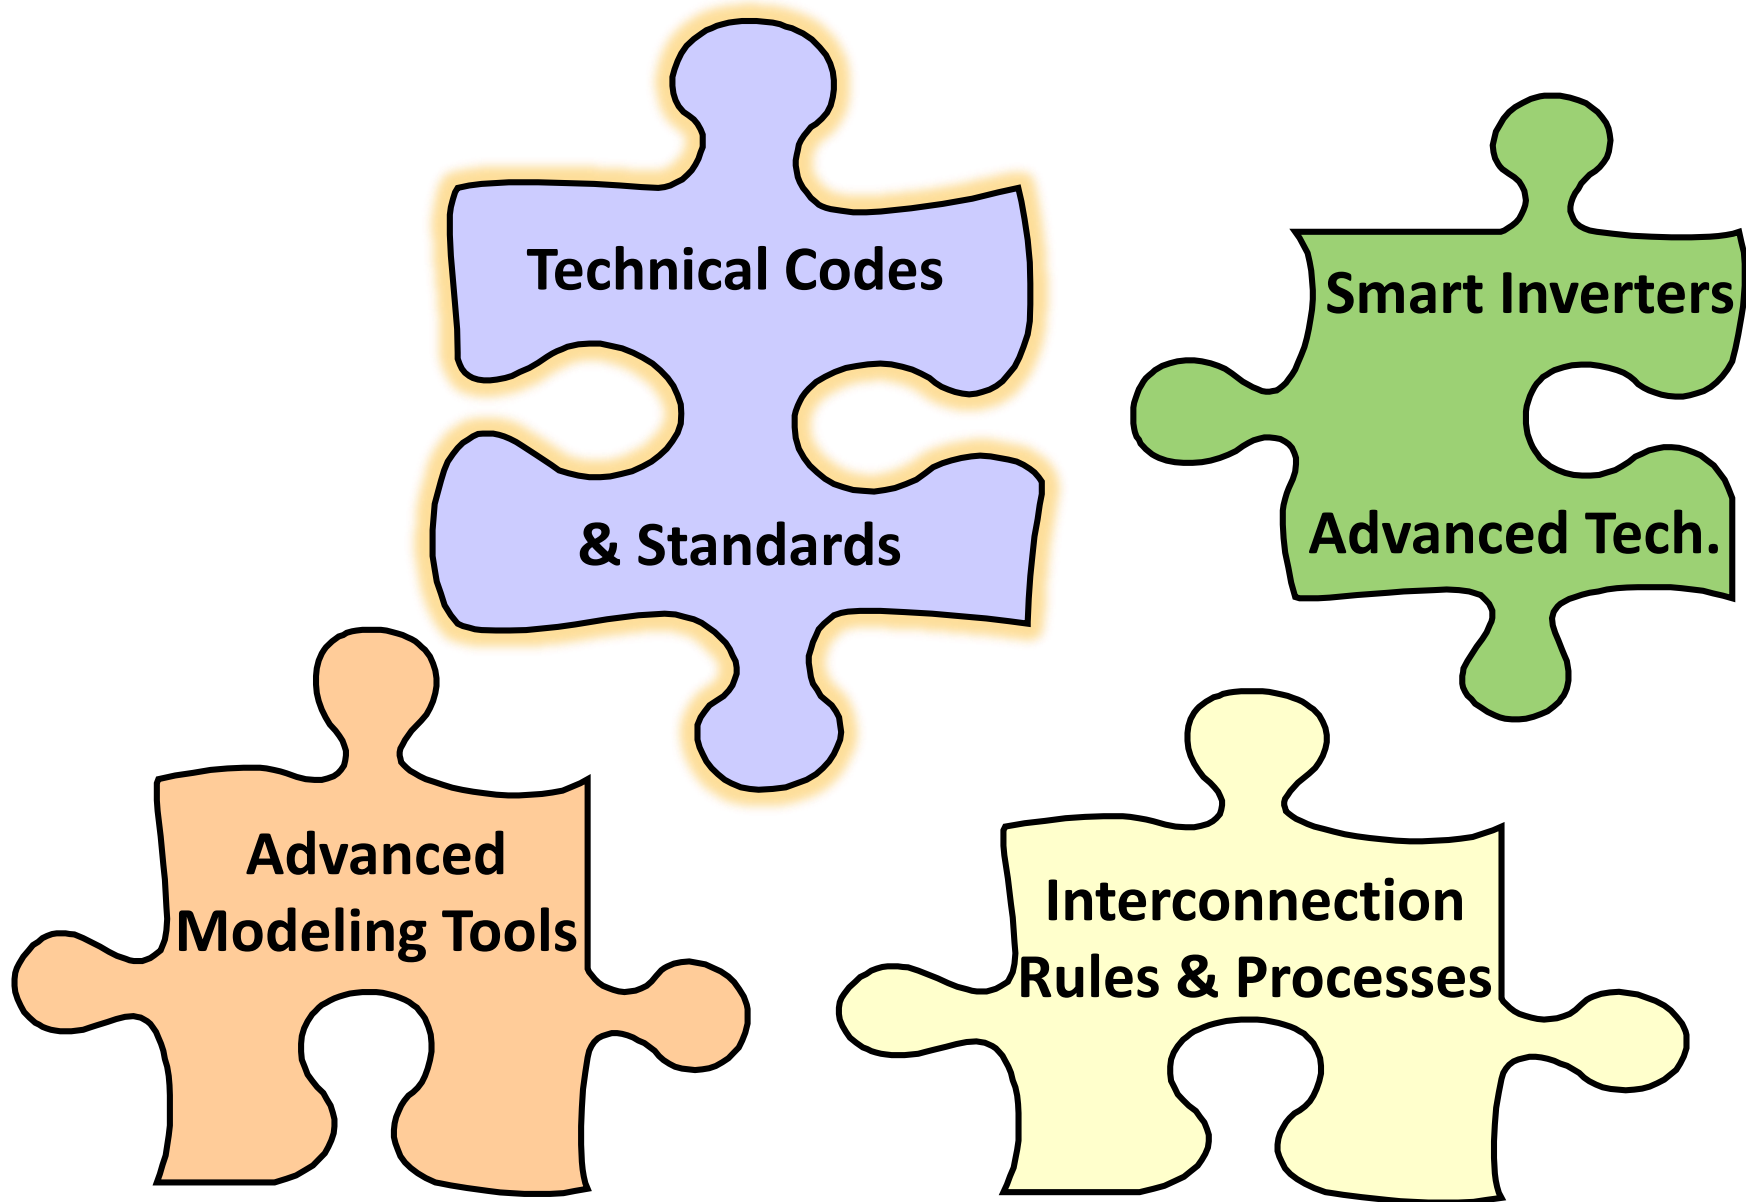 Technical Codes
& Standards
Smart Inverters
Advanced Tech.
Advanced
Modeling Tools
Interconnection
Rules & Processes